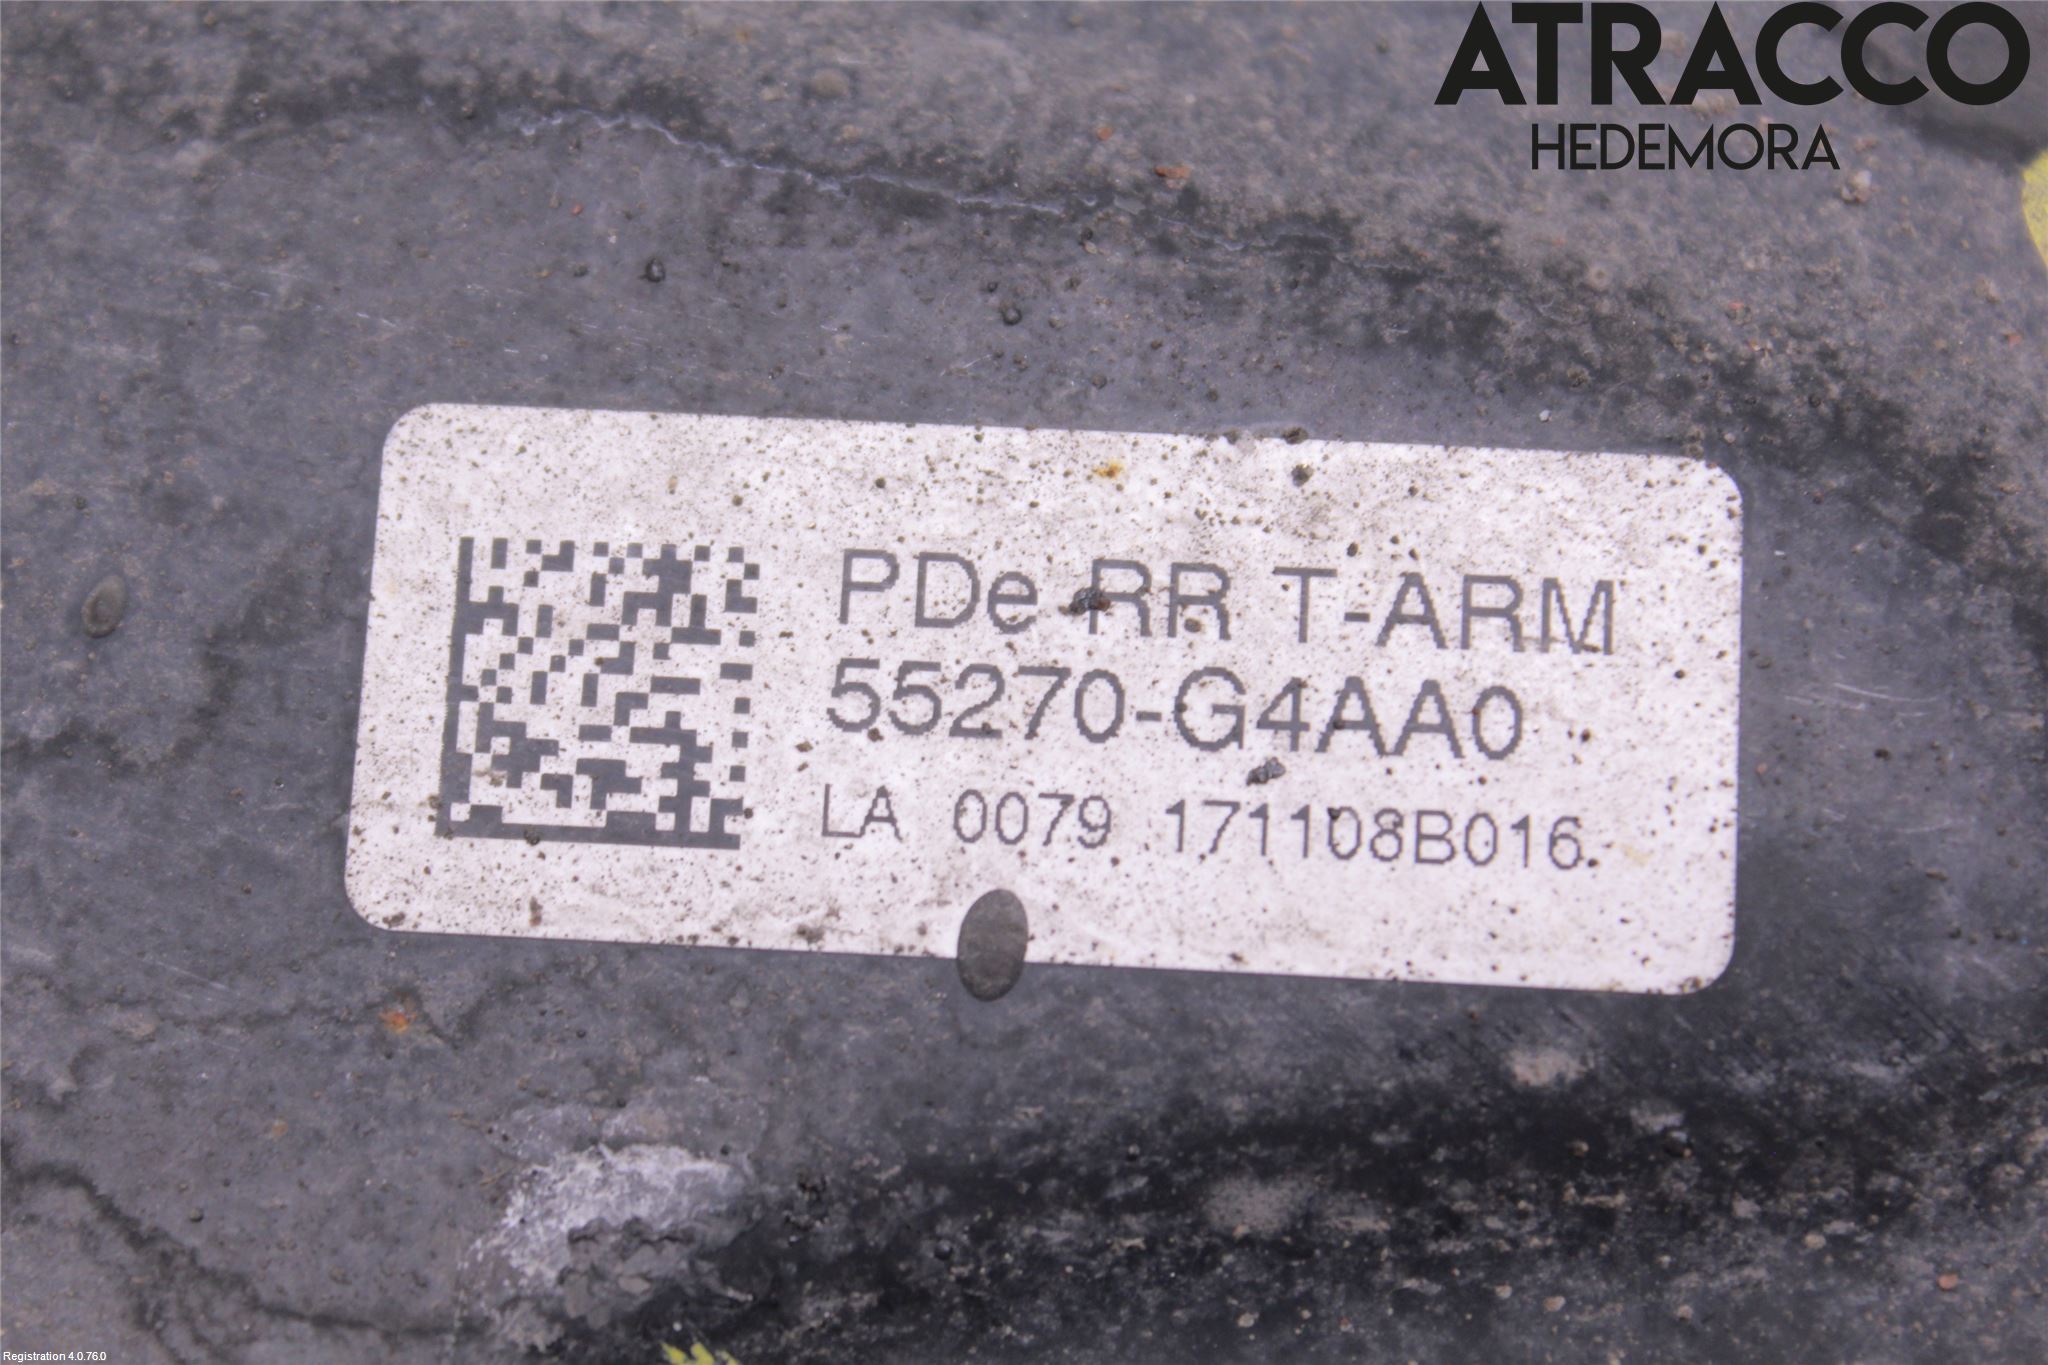 ATRACCO
HEDEMORA
PDe RR T-ARM
55270-G4AA0
LA 0079 171108B016
Registration 4.0.76.0